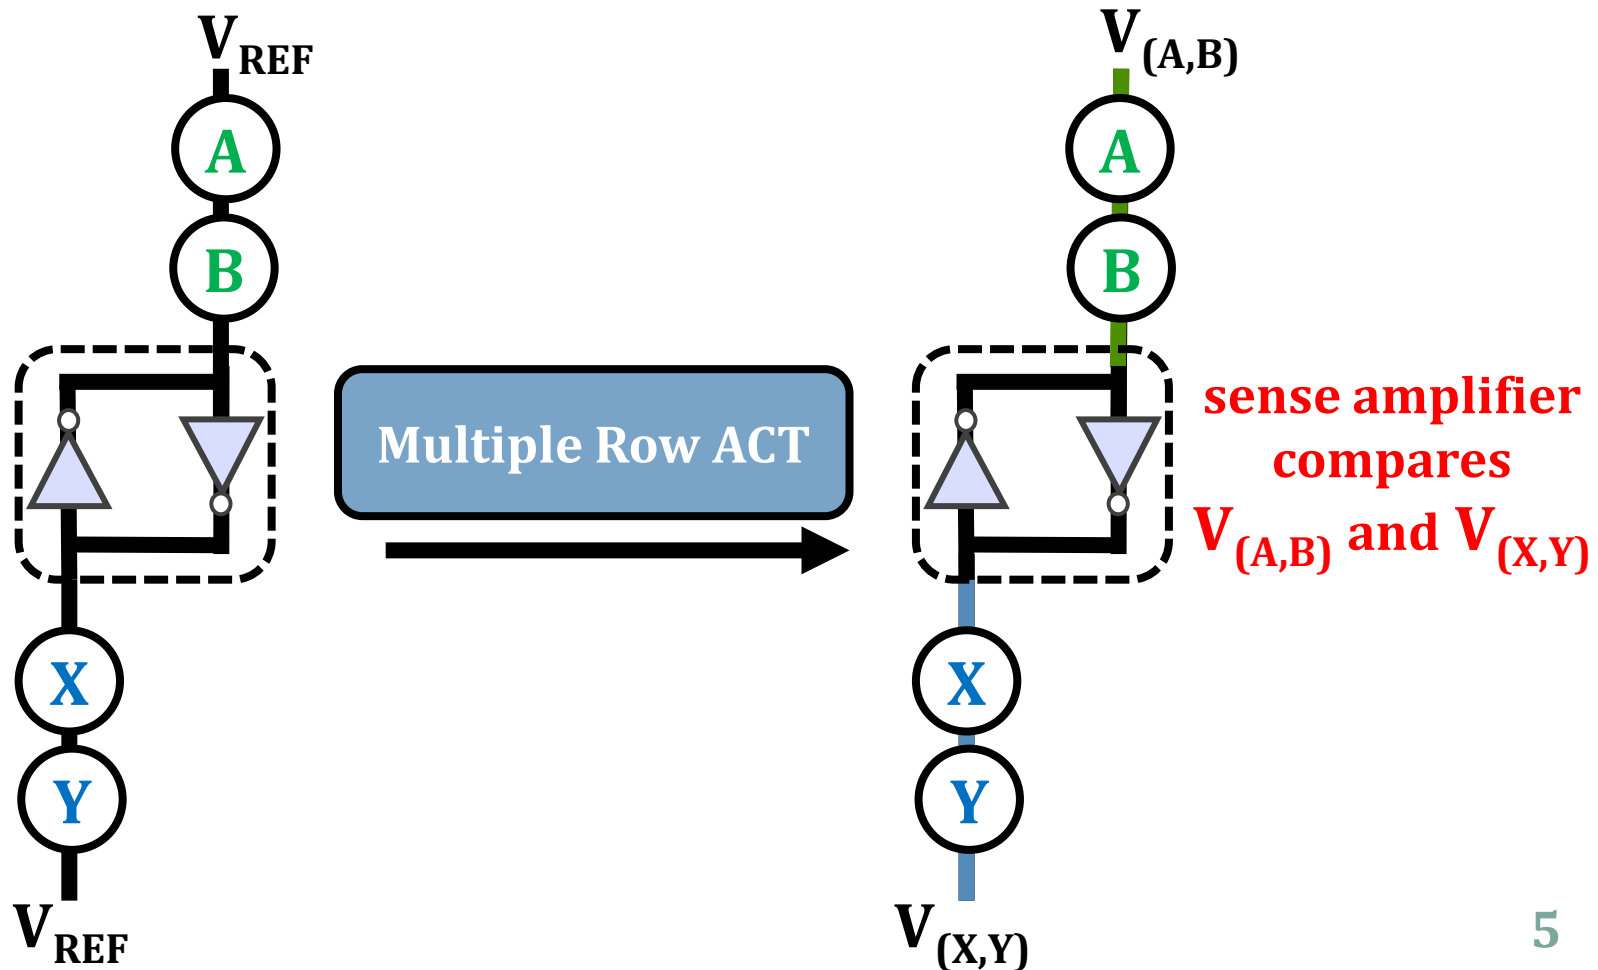 V_REF
A
B
X
Y
V_REF
Multiple Row ACT
V_(A,B)
A
B
X
Y
V_(X,Y)
sense amplifier
compares
V_(A,B) and V_(X,Y)
5